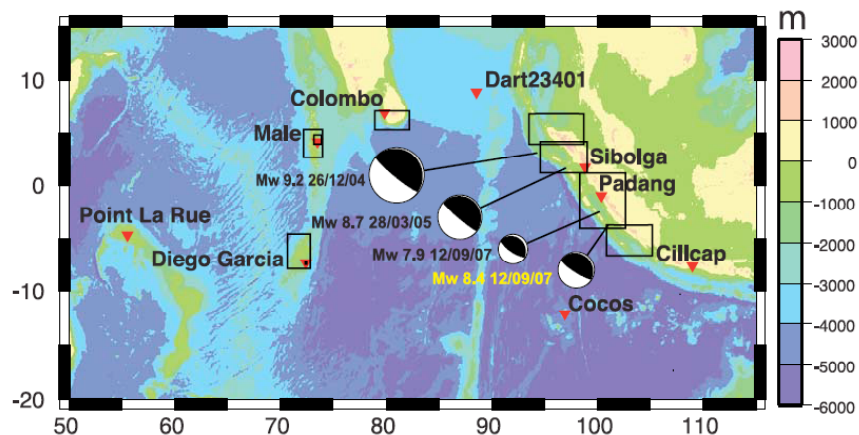 m
3000
2000
1000
0
-1000
-2000
-3000
-4000
-5000
-6000
10
0
-10
-20
50
60
70
80
90
100
110
Dart23401
Colombo
Male
Sibolga
Mw 9.2 26/12/04
Padang
Point La Rue
Mw 8.7 28/03/05
Diego Garcia
Mw 7.9 12/09/07
Cillcap
Mw 8.4 12/09/07
Cocos